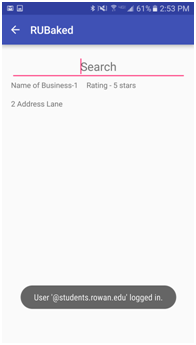 61% 2:53 PM
RUBaked
Search
Name of Business-1 Rating - 5 stars
2 Address Lane
User '@students.rowan.edu' logged in.